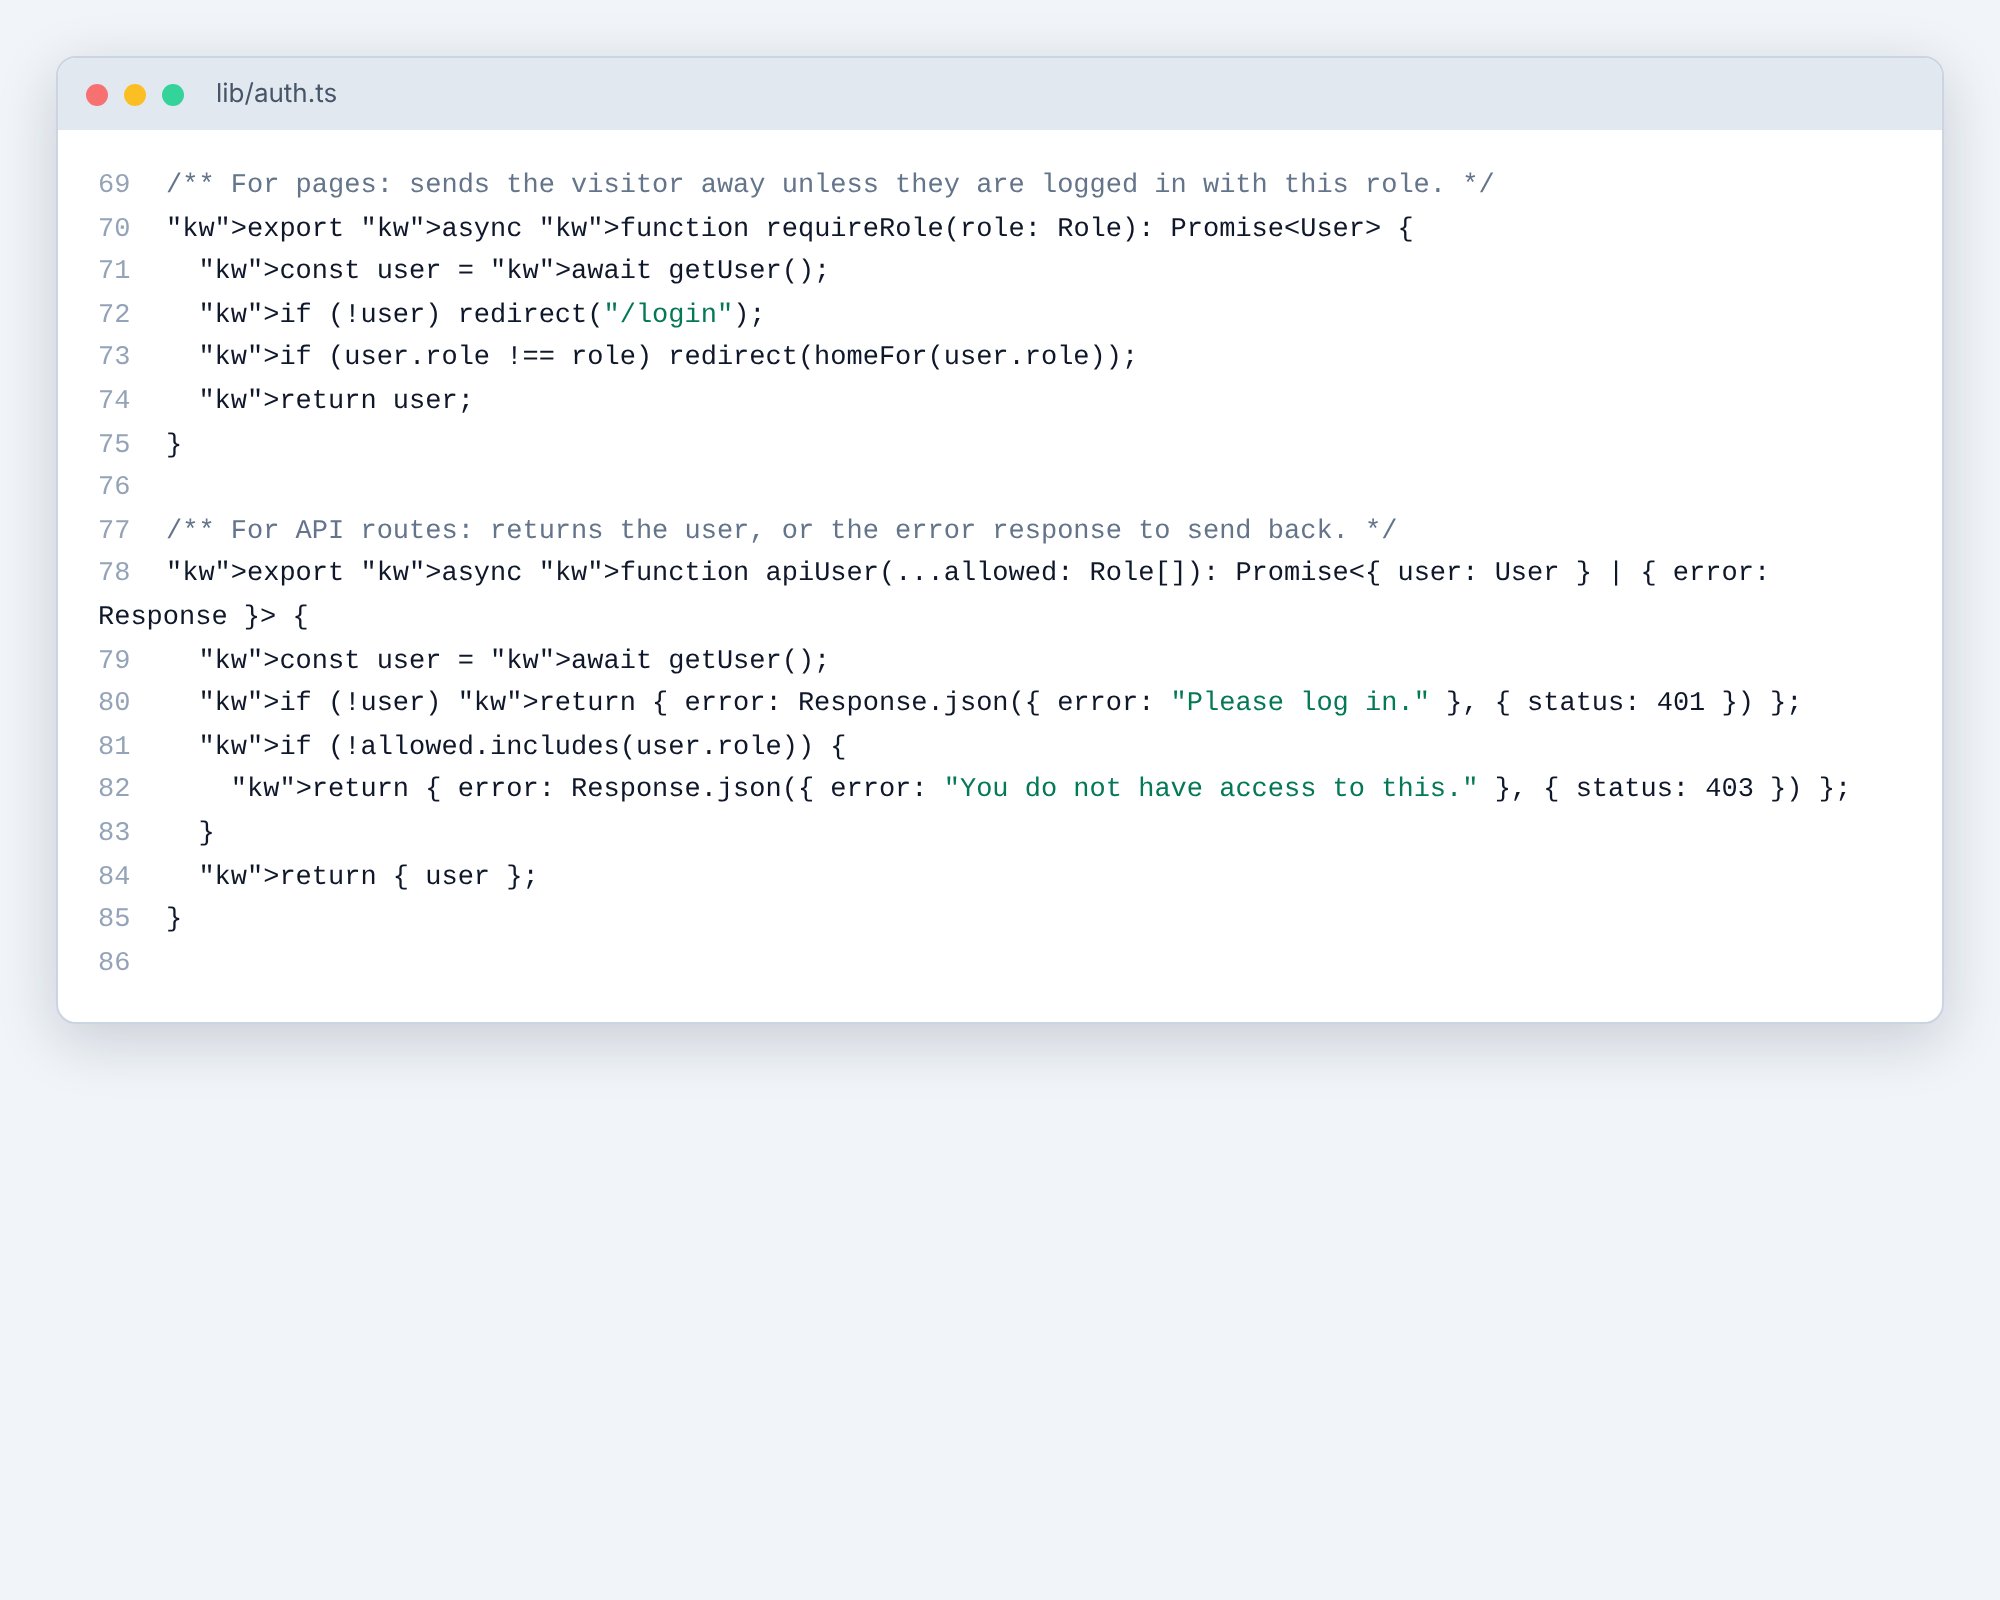 lib/auth.ts
69  /** For pages: sends the visitor away unless they are logged in with this role. */
70  "kw">export "kw">async "kw">function requireRole(role: Role): Promise<User> {
71    "kw">const user = "kw">await getUser();
72    "kw">if (!user) redirect("/login");
73    "kw">if (user.role !== role) redirect(homeFor(user.role));
74    "kw">return user;
75  }
76
77  /** For API routes: returns the user, or the error response to send back. */
78  "kw">export "kw">async "kw">function apiUser(...allowed: Role[]): Promise<{ user: User } | { error:
Response }> {
79    "kw">const user = "kw">await getUser();
80    "kw">if (!user) "kw">return { error: Response.json({ error: "Please log in." }, { status: 401 }) };
81    "kw">if (!allowed.includes(user.role)) {
82      "kw">return { error: Response.json({ error: "You do not have access to this." }, { status: 403 }) };
83    }
84    "kw">return { user };
85  }
86